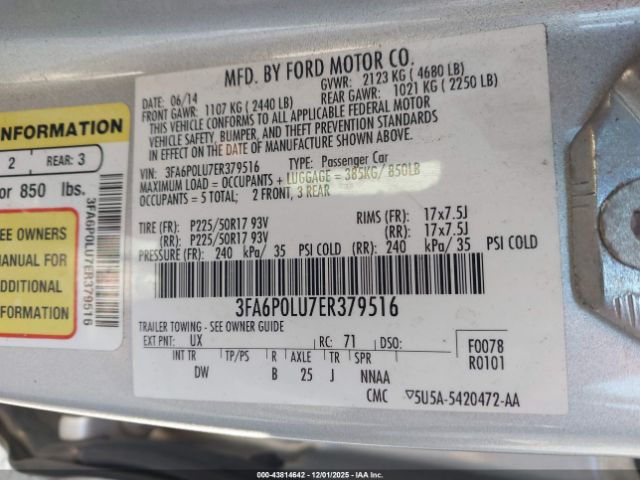 MFD. BY FORD MOTOR CO.
DATE: 06/14 GVWR: 2123 KG (4680 LB)
FRONT GAWR: 1107 KG (2440 LB) REAR GAWR: 1021 KG (2250 LB)
THIS VEHICLE CONFORMS TO ALL APPLICABLE FEDERAL MOTOR
VEHICLE SAFETY, BUMPER, AND THEFT PREVENTION STANDARDS
IN EFFECT ON THE DATE OF MANUFACTURE SHOWN ABOVE.
VIN: 3FA6P0LU7ER379516 TYPE: Passenger Car
MAXIMUM LOAD = OCCUPANTS + LUGGAGE = 385KG/ 850LB
OCCUPANTS = 5 TOTAL; 2 FRONT, 3 REAR
TIRE (FR): P225/50R17 93V RIMS (FR): 17x7.5J
(RR): P225/50R17 93V (RR): 17x7.5J
PRESSURE (FR): 240 kPa/ 35 PSI COLD (RR): 240 kPa/ 35 PSI COLD
3FA6P0LU7ER379516
TRAILER TOWING - SEE OWNER GUIDE
EXT PNT: UX RC: 71 DSO:
INT TR TP/PS R AXLE TR SPR
DW B 25 J NNAA
F0078
R0101
CMC ▽5U5A-5420472-AA
INFORMATION
2 REAR: 3
or 850 lbs.
EE OWNERS
MANUAL FOR
ADDITIONAL
INFORMATION
3FA6P0LU7ER379516
000-43814642 - 12/01/2025 - IAAI.COM